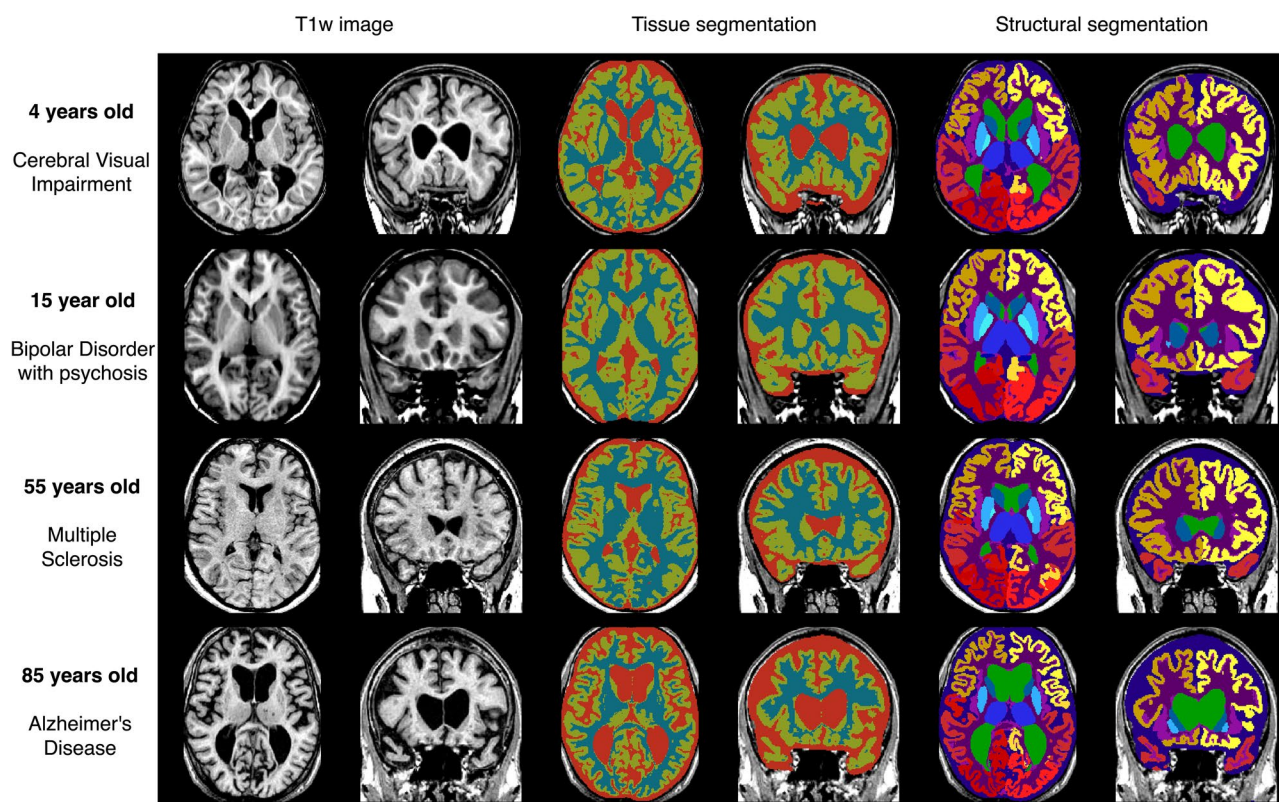 T1w image
Tissue segmentation
Structural segmentation
4 years old
Cerebral Visual
Impairment
15 year old
Bipolar Disorder
with psychosis
55 years old
Multiple
Sclerosis
85 years old
Alzheimer's
Disease